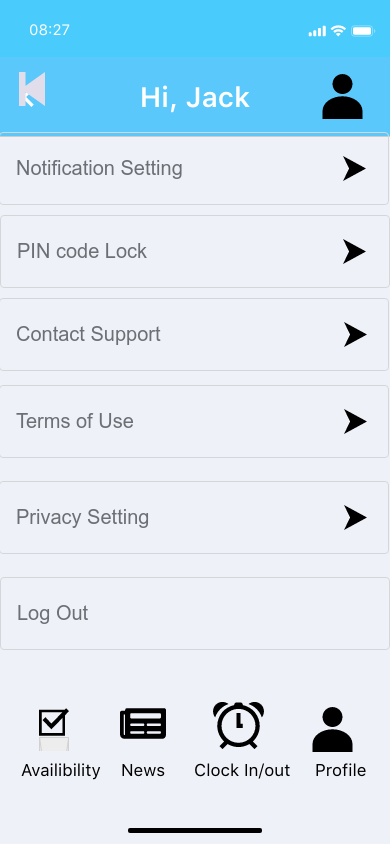 08:27
Hi, Jack
Notification Setting
PIN code Lock
Contact Support
Terms of Use
Privacy Setting
Log Out
Availibility News Clock In/out Profile